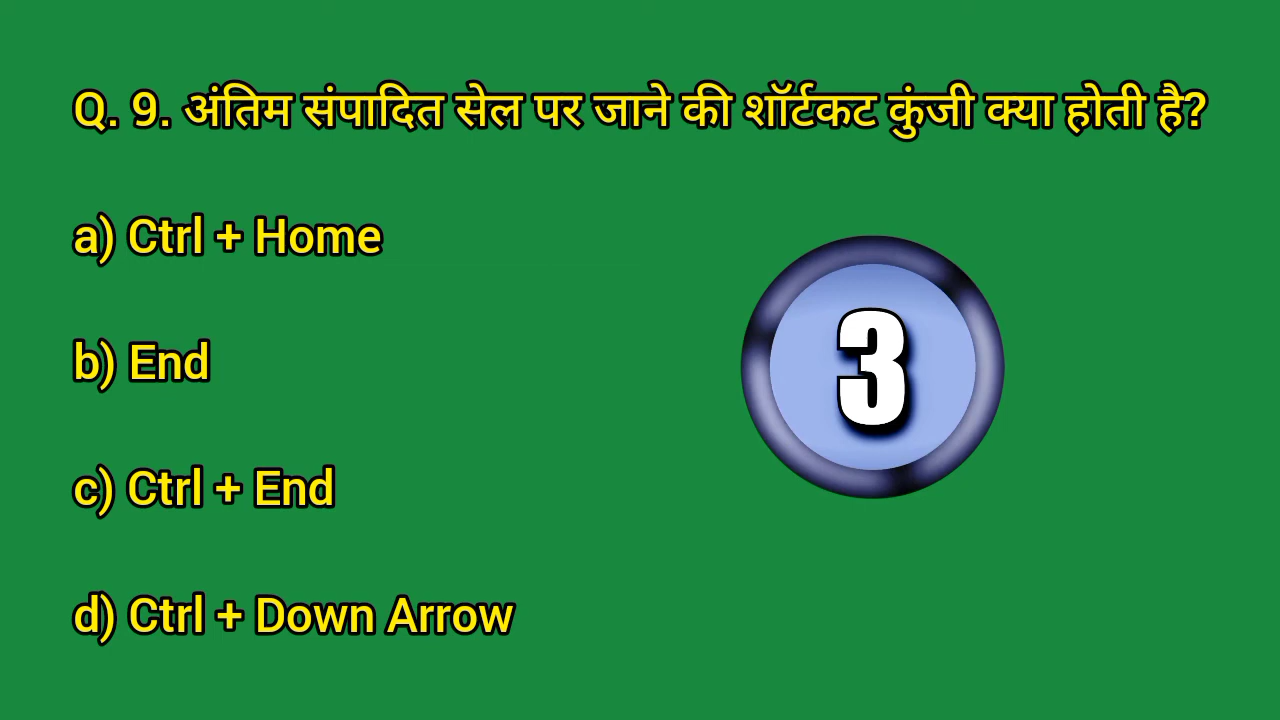 Q. 9. अंतिम संपादित सेल पर जाने की शॉर्टकट कुंजी क्या होती है?
a) Ctrl + Home
b) End
3
c) Ctrl + End
d) Ctrl + Down Arrow